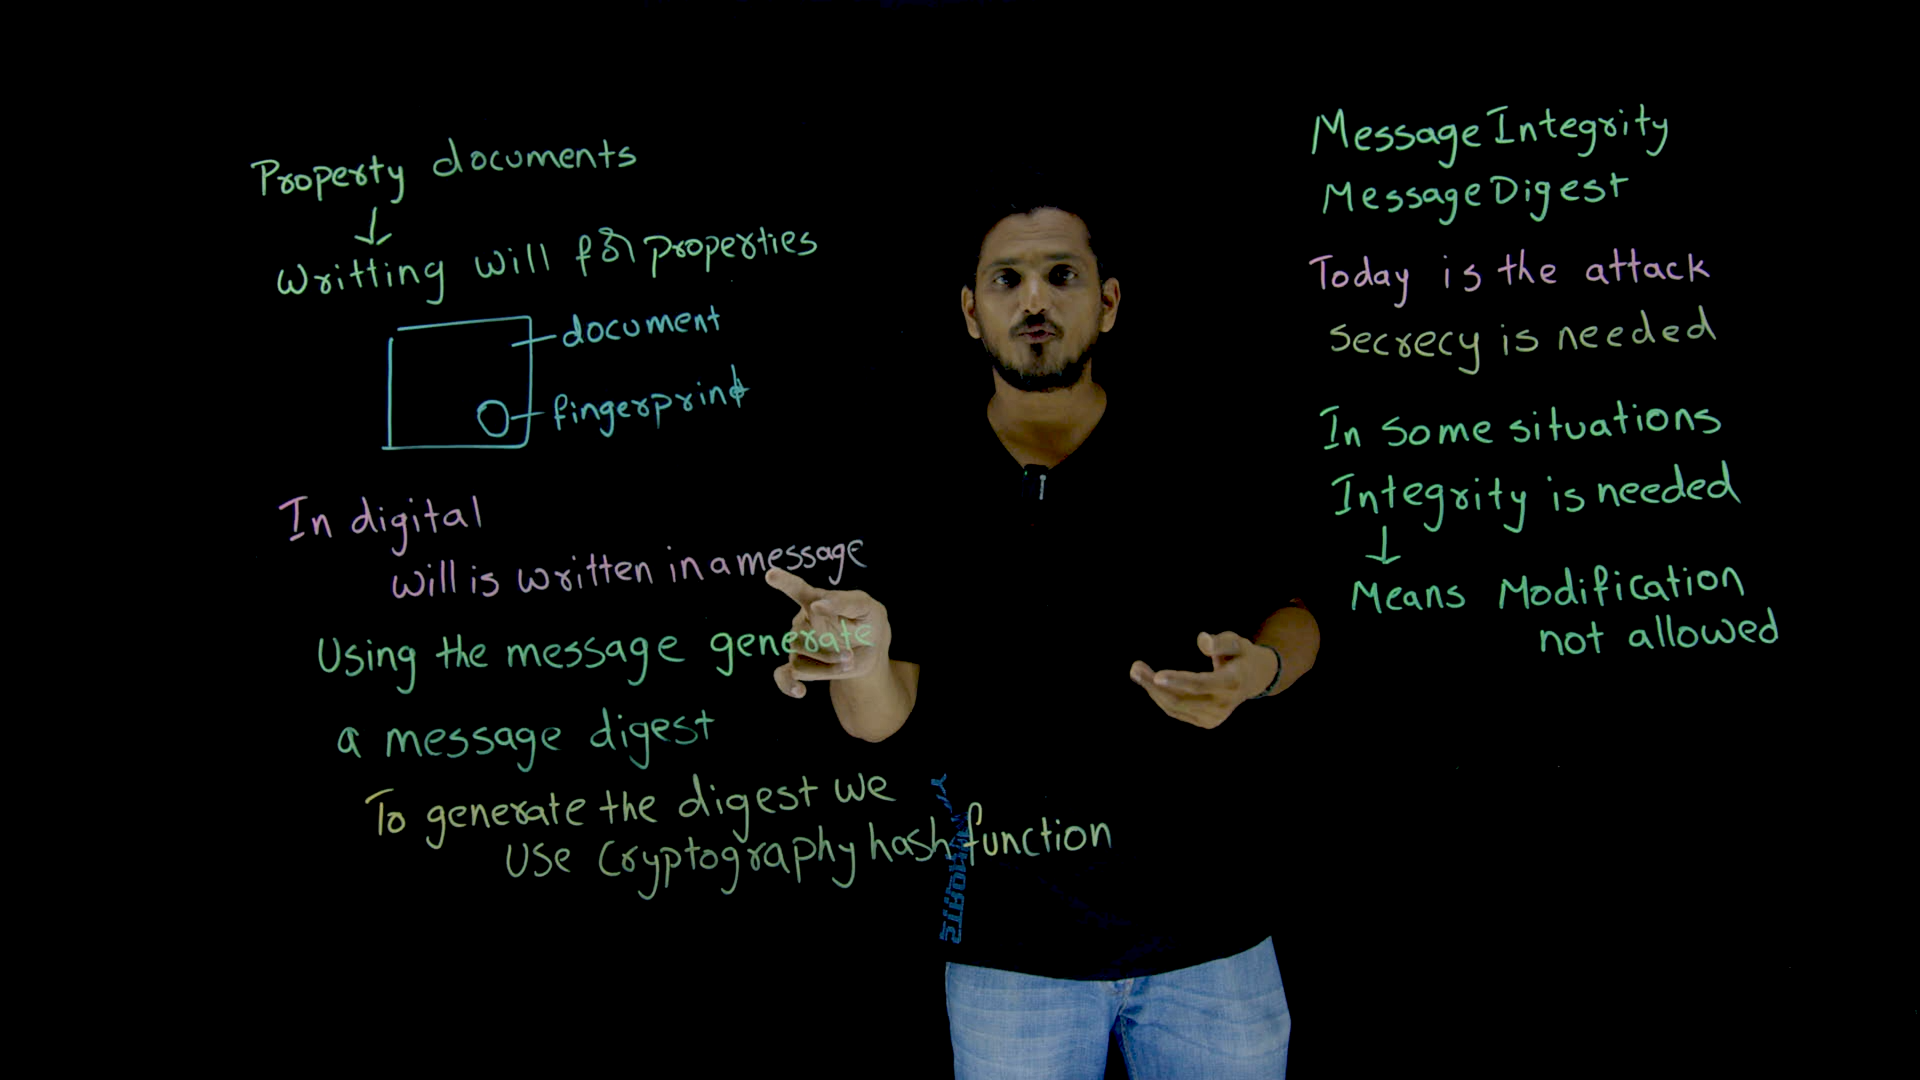 Property documents
↓
Writting will for properties
document
fingerprint
In digital
will is written in a message
Using the message generate
a message digest
To generate the digest we
use Cryptography hash function
Message Integrity
Message Digest
Today is the attack
secrecy is needed
In some situations
Integrity is needed
↓
Means Modification
not allowed